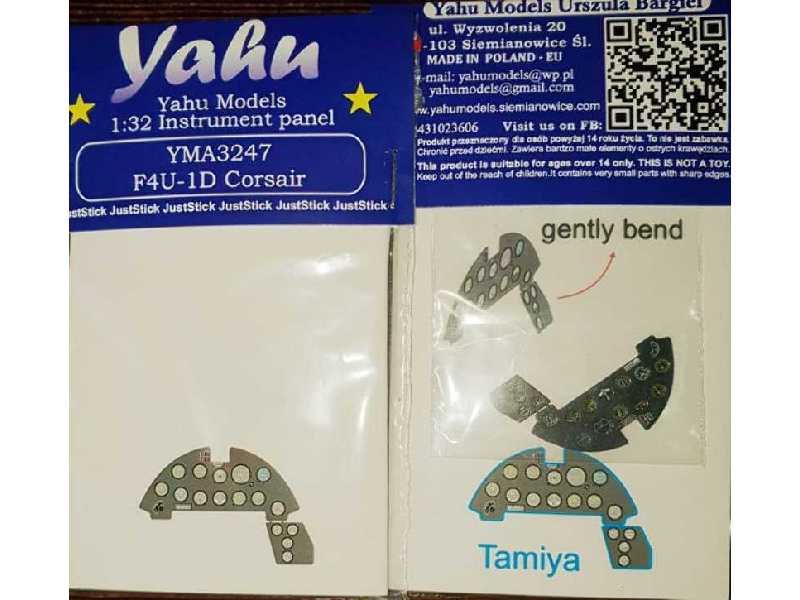 Yahu
Yahu Models
1:32 Instrument panel
YMA3247
F4U-1D Corsair
JustStick JustStick JustStick JustStick JustStick JustStick
Yahu Models Urszula Bargiel
ul. Wyzwolenia 20
-103 Siemianowice Śl.
MADE IN POLAND - EU
-mail: yahumodels@wp.pl
yahumodels@gmail.com
www.yahumodels.siemianowice.com
431023606 Visit us on FB:
Produkt przeznaczony dla osób powyżej 14 roku życia. To nie jest zabawka.
Chronić przed dziećmi. Zawiera bardzo małe elementy o ostrych krawędziach.
This product is suitable for ages over 14 only. THIS IS NOT A TOY.
Keep out of the reach of children.It contains very small parts with sharp edges.
gently bend
Tamiya